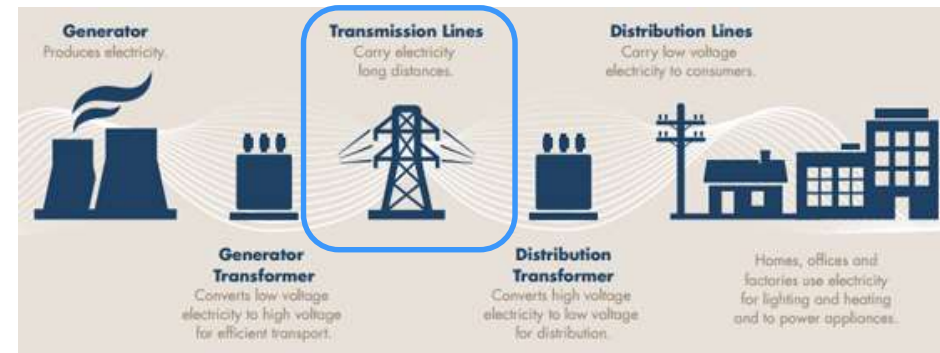 Generator
Produces electricity.
Transmission Lines
Carry electricity
long distances.
Distribution Lines
Carry low voltage
electricity to consumers.
Generator
Transformer
Converts low voltage
electricity to high voltage
for efficient transport.
Distribution
Transformer
Converts high voltage
electricity to low voltage
for distribution.
Homes, offices and
factories use electricity
for lighting and heating
and to power appliances.